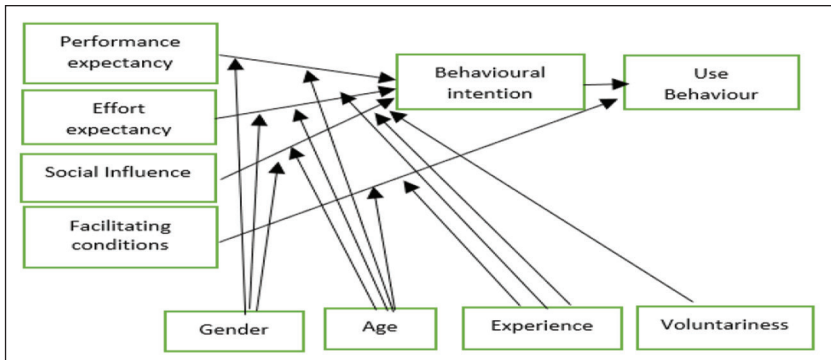 Performance
expectancy
Effort
expectancy
Social Influence
Facilitating
conditions
Behavioural
intention
Use
Behaviour
Gender
Age
Experience
Voluntariness